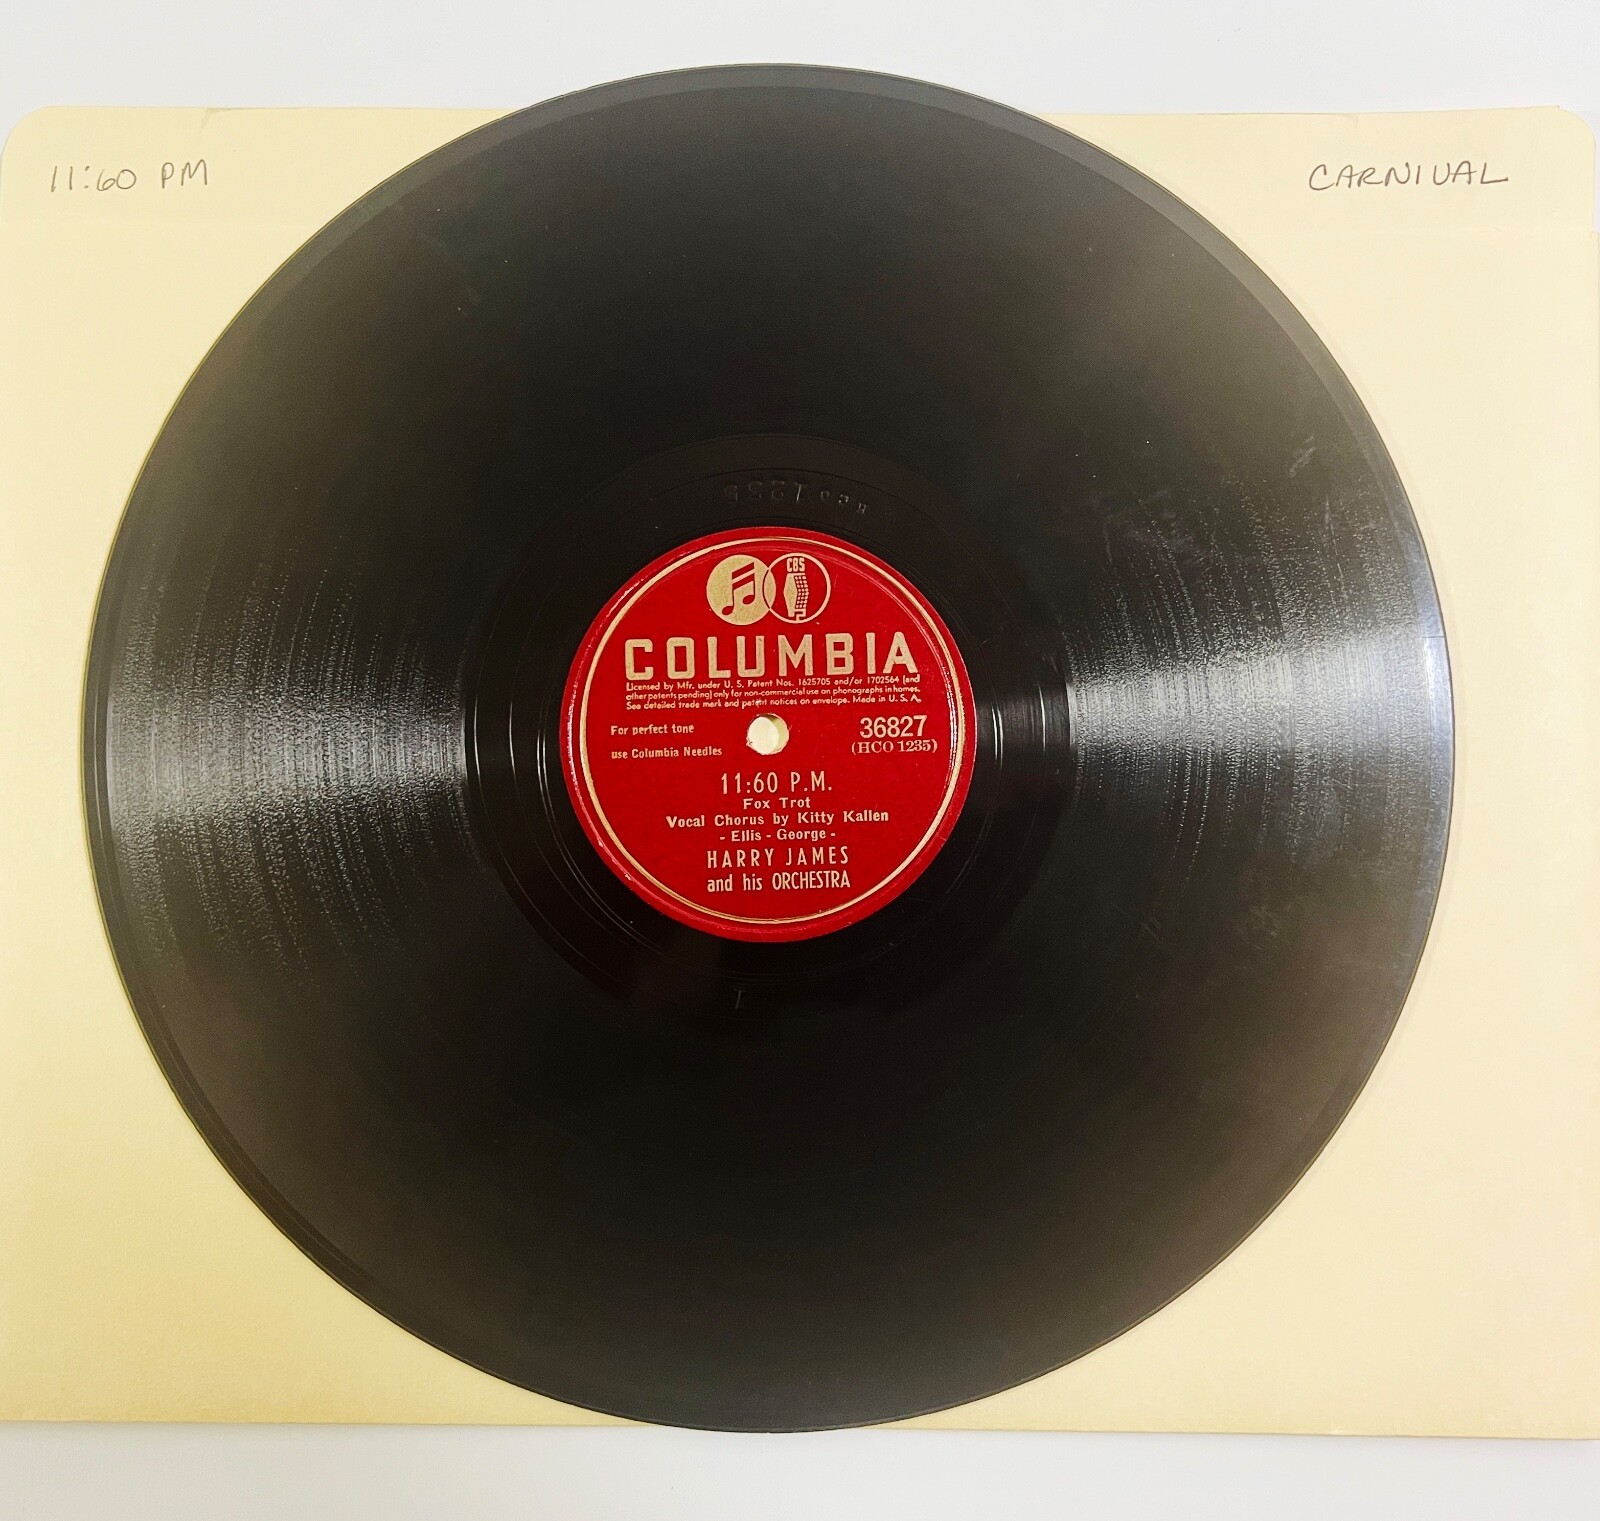 11:60 PM
CARNIVAL
CBS
COLUMBIA
Licensed by Mfr. under U. S. Patent Nos. 1625705 and/or 1702564 (and
other patents pending) only for non-commercial use on phonographs in homes.
See detailed trade mark and patent notices on envelope. Made in U. S. A.
For perfect tone
use Columbia Needles
36827
(HCO 1235)
11:60 P.M.
Fox Trot
Vocal Chorus by Kitty Kallen
- Ellis - George -
HARRY JAMES
and his ORCHESTRA